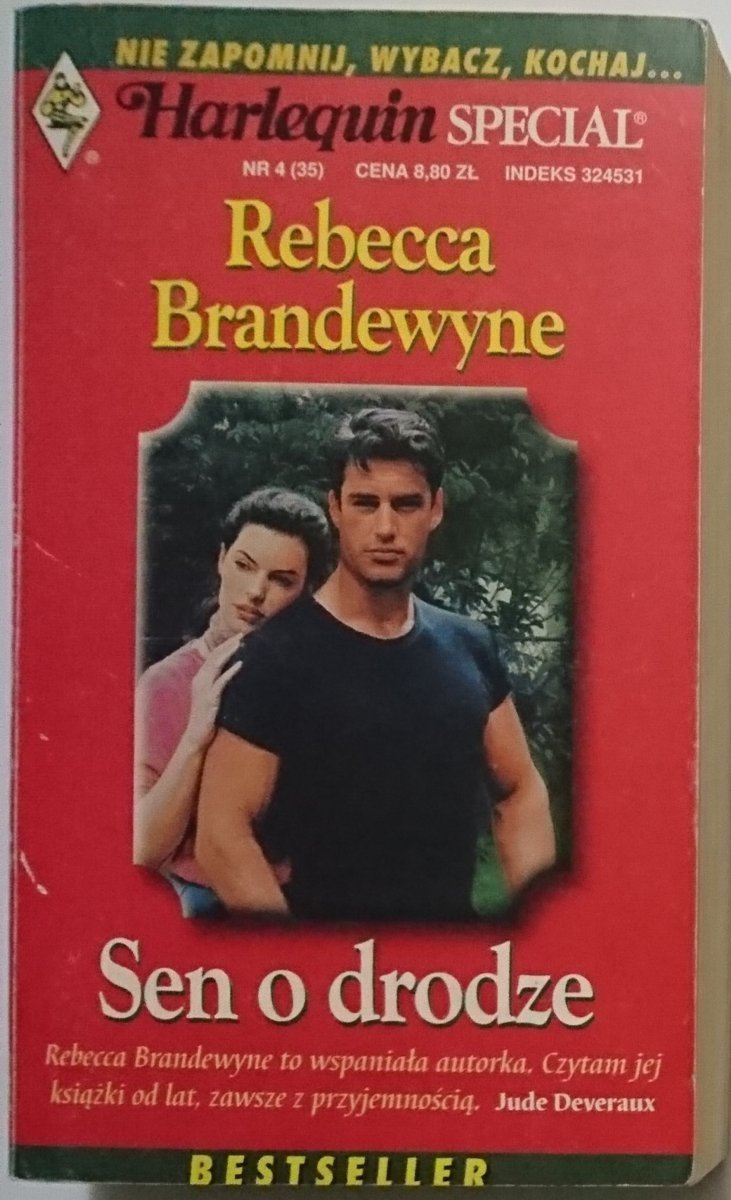 NIE ZAPOMNIJ, WYBACZ, KOCHAJ...
Harlequin SPECIAL®
NR 4 (35) CENA 8,80 ZŁ INDEKS 324531
Rebecca
Brandewyne
Sen o drodze
Rebecca Brandewyne to wspaniała autorka. Czytam jej
książki od lat, zawsze z przyjemnością. Jude Deveraux
BESTSELLER